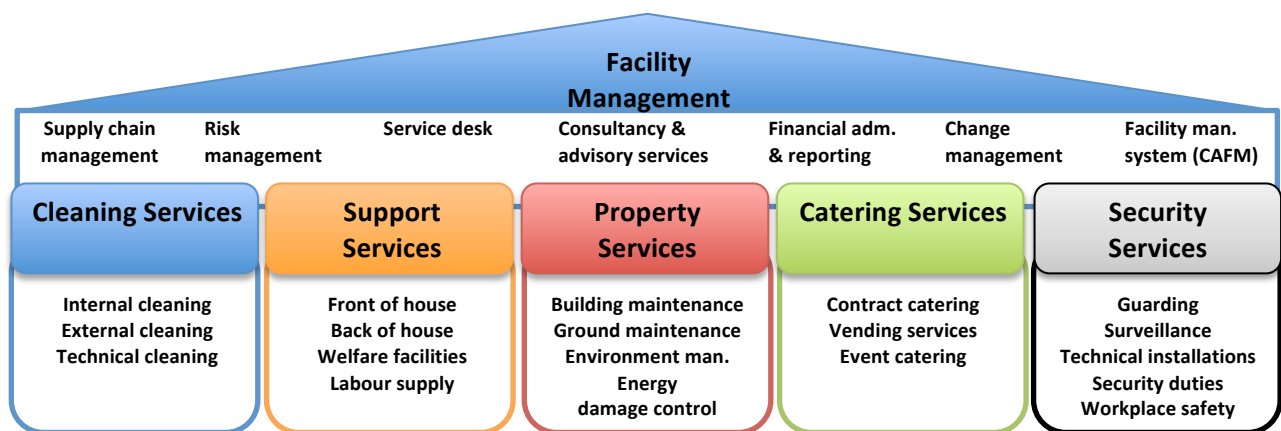 Facility
Management
Supply chain
management
Risk
management
Service desk
Consultancy &
advisory services
Financial adm.
& reporting
Change
management
Facility man.
system (CAFM)
Cleaning Services
Support
Services
Property
Services
Catering Services
Security
Services
Internal cleaning
External cleaning
Technical cleaning
Front of house
Back of house
Welfare facilities
Labour supply
Building maintenance
Ground maintenance
Environment man.
Energy
damage control
Contract catering
Vending services
Event catering
Guarding
Surveillance
Technical installations
Security duties
Workplace safety